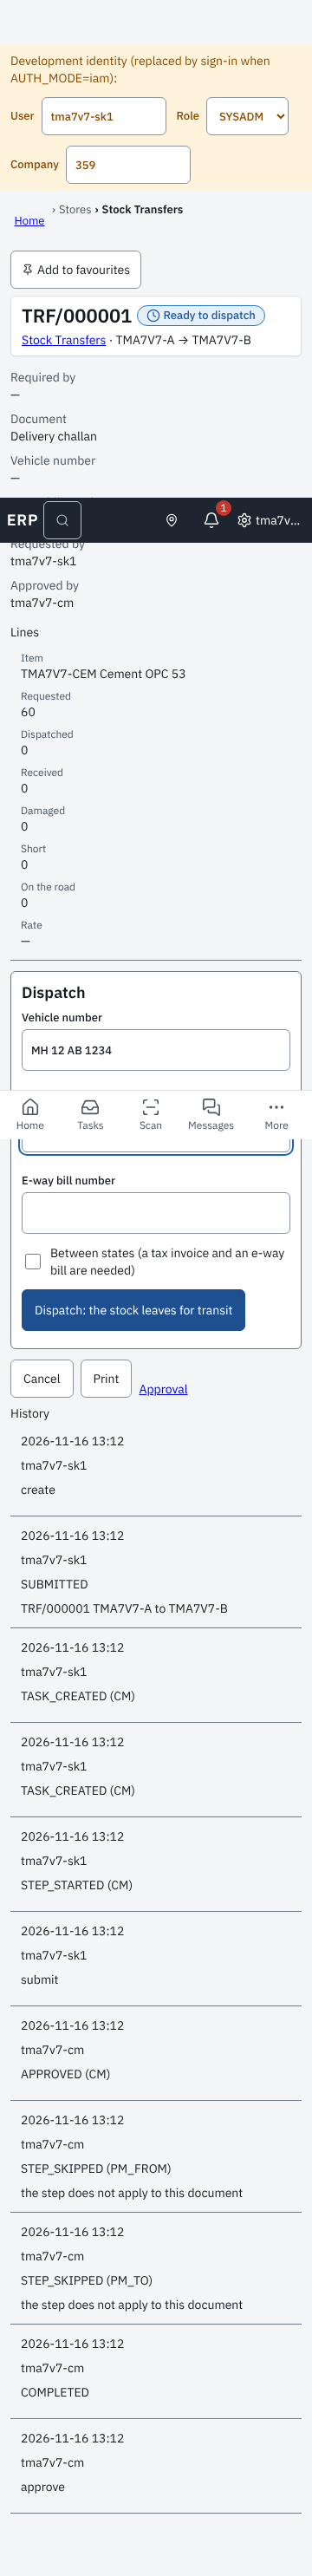 Development identity (replaced by sign-in when
AUTH_MODE=iam):
User tma7v7-sk1 Role SYSADM
Company 359
Home › Stores › Stock Transfers
Add to favourites
TRF/000001 Ready to dispatch
Stock Transfers · TMA7V7-A → TMA7V7-B
Required by
—
Document
Delivery challan
Vehicle number
—
ERP 1 tma7v...
Requested by
tma7v7-sk1
Approved by
tma7v7-cm
Lines
Item
TMA7V7-CEM Cement OPC 53
Requested
60
Dispatched
0
Received
0
Damaged
0
Short
0
On the road
0
Rate
—
Dispatch
Vehicle number
MH 12 AB 1234
Home Tasks Scan Messages More
E-way bill number
Between states (a tax invoice and an e-way
bill are needed)
Dispatch: the stock leaves for transit
Cancel Print Approval
History
2026-11-16 13:12
tma7v7-sk1
create
2026-11-16 13:12
tma7v7-sk1
SUBMITTED
TRF/000001 TMA7V7-A to TMA7V7-B
2026-11-16 13:12
tma7v7-sk1
TASK_CREATED (CM)
2026-11-16 13:12
tma7v7-sk1
TASK_CREATED (CM)
2026-11-16 13:12
tma7v7-sk1
STEP_STARTED (CM)
2026-11-16 13:12
tma7v7-sk1
submit
2026-11-16 13:12
tma7v7-cm
APPROVED (CM)
2026-11-16 13:12
tma7v7-cm
STEP_SKIPPED (PM_FROM)
the step does not apply to this document
2026-11-16 13:12
tma7v7-cm
STEP_SKIPPED (PM_TO)
the step does not apply to this document
2026-11-16 13:12
tma7v7-cm
COMPLETED
2026-11-16 13:12
tma7v7-cm
approve